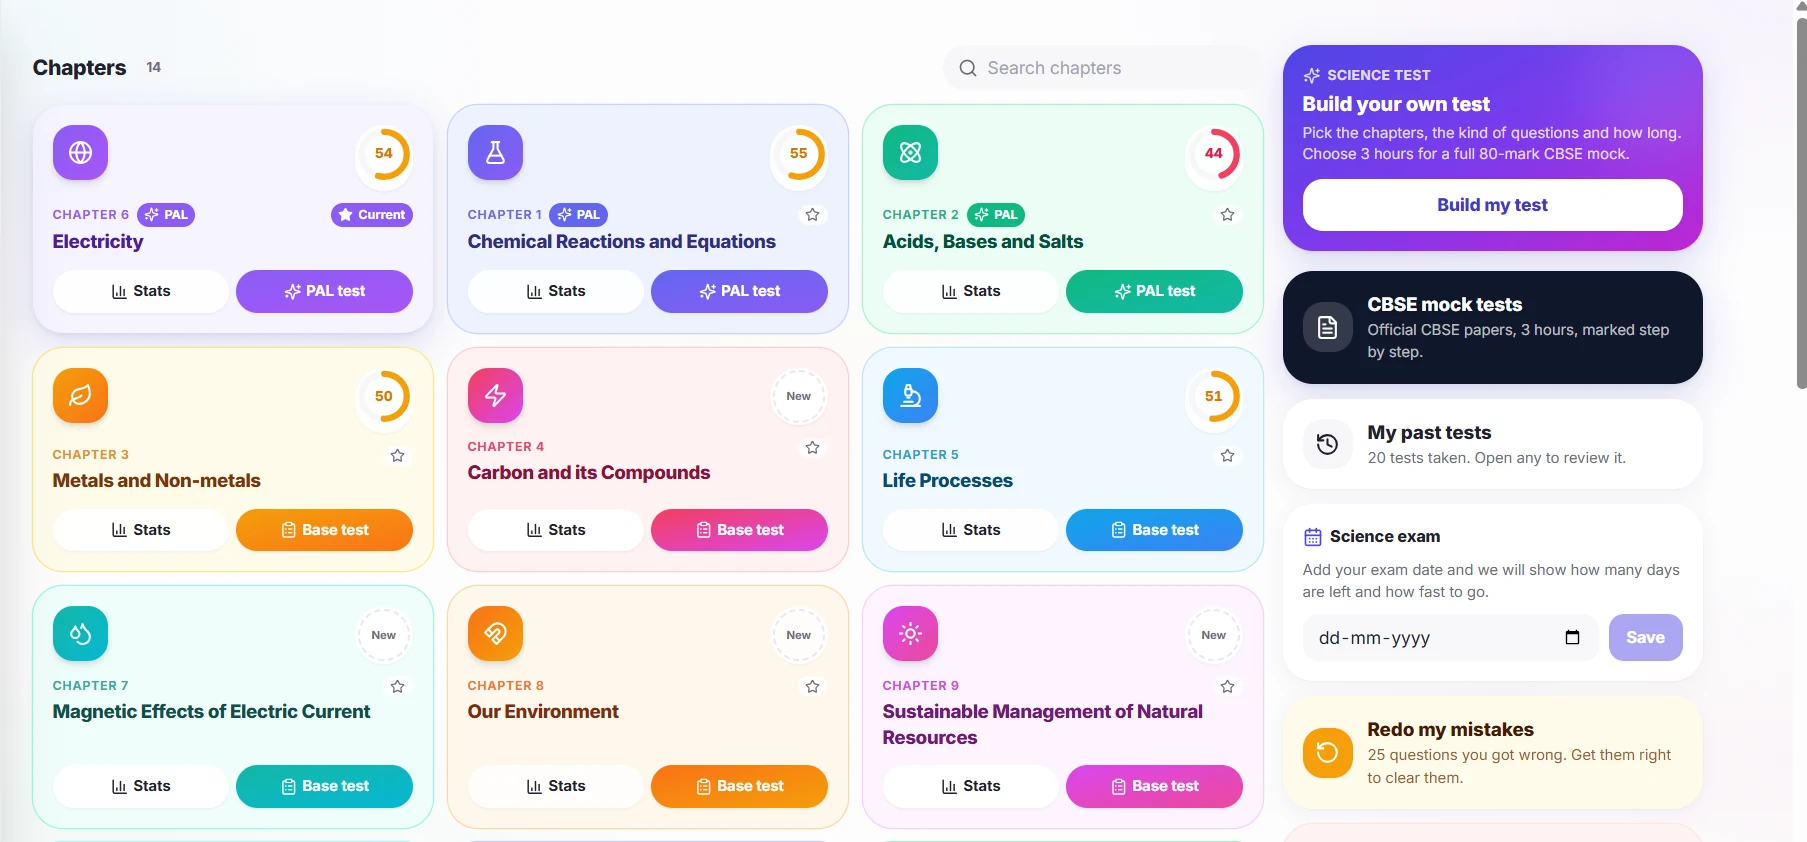 Chapters 14
Search chapters
54
CHAPTER 6 PAL Current
Electricity
Stats PAL test
55
CHAPTER 1 PAL
Chemical Reactions and Equations
Stats PAL test
44
CHAPTER 2 PAL
Acids, Bases and Salts
Stats PAL test
50
CHAPTER 3
Metals and Non-metals
Stats Base test
New
CHAPTER 4
Carbon and its Compounds
Stats Base test
51
CHAPTER 5
Life Processes
Stats Base test
New
CHAPTER 7
Magnetic Effects of Electric Current
Stats Base test
New
CHAPTER 8
Our Environment
Stats Base test
New
CHAPTER 9
Sustainable Management of Natural
Resources
Stats Base test
SCIENCE TEST
Build your own test
Pick the chapters, the kind of questions and how long.
Choose 3 hours for a full 80-mark CBSE mock.
Build my test
CBSE mock tests
Official CBSE papers, 3 hours, marked step
by step.
My past tests
20 tests taken. Open any to review it.
Science exam
Add your exam date and we will show how many days
are left and how fast to go.
dd-mm-yyyy Save
Redo my mistakes
25 questions you got wrong. Get them right
to clear them.